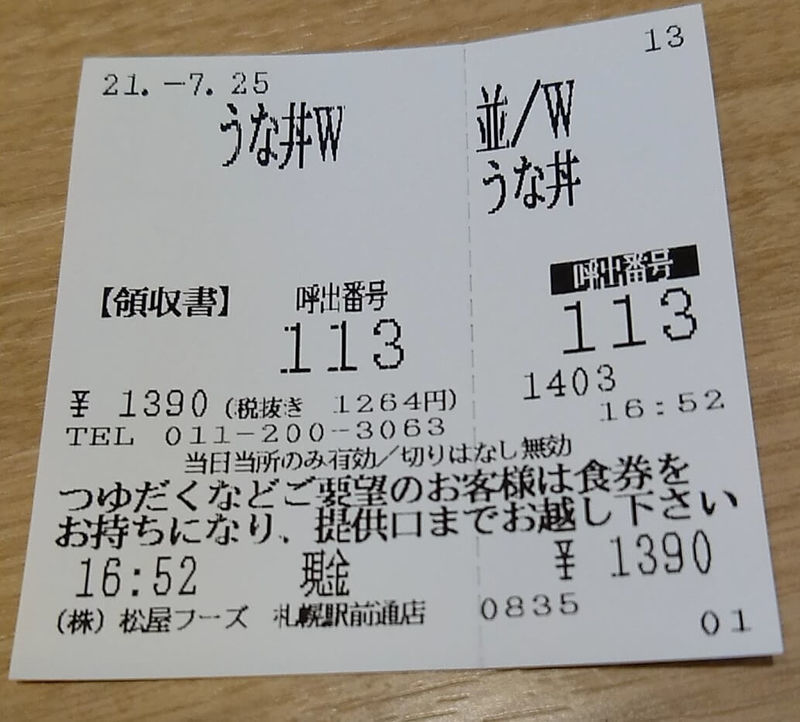 21.-7.25
13
うな丼W
並/W
うな丼
【領収書】
呼出番号
113
呼出番号
113
¥ 1390 (税抜き 1264円)
1403
16:52
TEL 011-200-3063
当日当所のみ有効/切りはなし無効
つゆだくなどご要望のお客様は食券を
お持ちになり、提供口までお越し下さい
16:52 現金 ¥ 1390
(株) 松屋フーズ 札幌駅前通店 0835
01